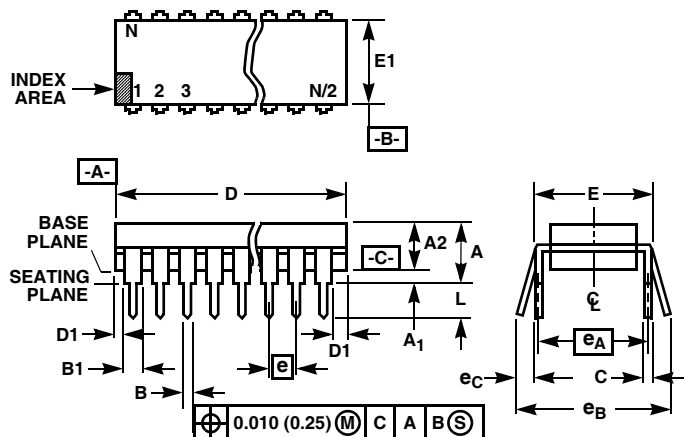 N
E1
INDEX
AREA
1 2 3 N/2
-B-
-A-
D
E
BASE
PLANE
A2
A
-C-
SEATING
PLANE
L
C
L
D1
B1
A1
D1
e
eA
B
eC
C
eB
0.010 (0.25) M C A B S